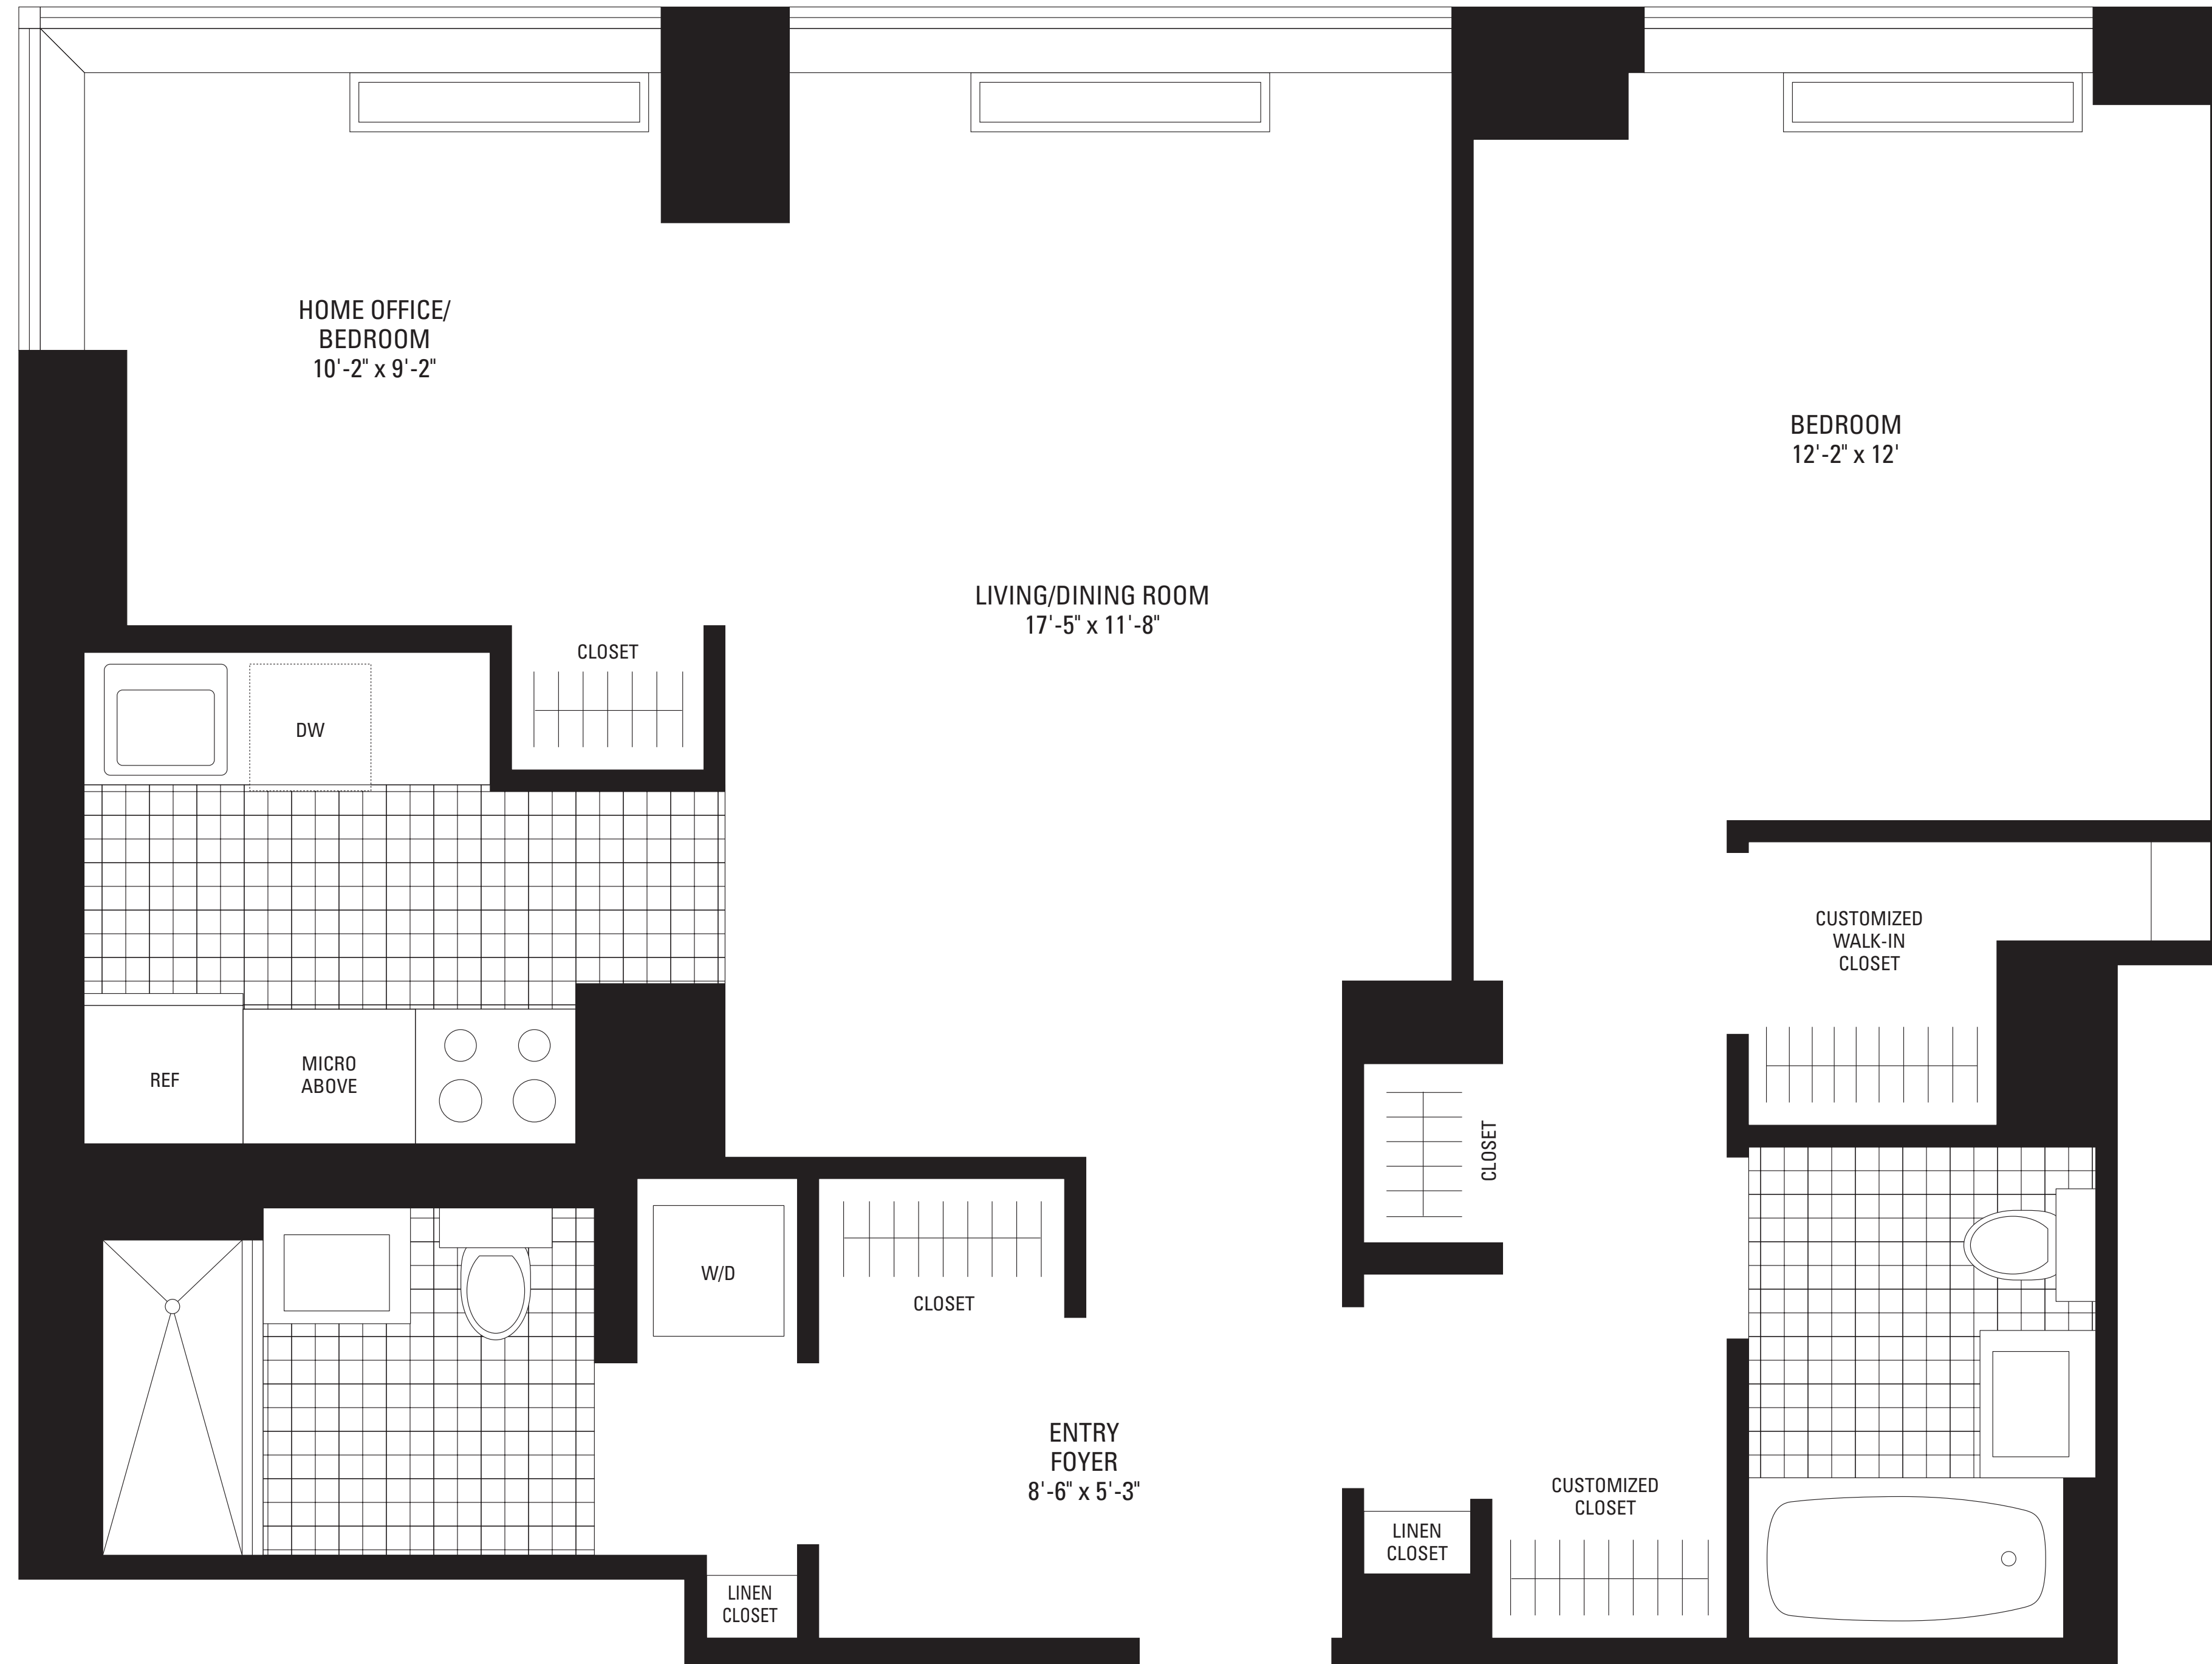 HOME OFFICE/
BEDROOM
10'-2" x 9'-2"
BEDROOM
12'-2" x 12'
LIVING/DINING ROOM
17'-5" x 11'-8"
CLOSET
DW
CUSTOMIZED
WALK-IN
CLOSET
REF
MICRO
ABOVE
CLOSET
W/D
CLOSET
ENTRY
FOYER
8'-6" x 5'-3"
CUSTOMIZED
CLOSET
LINEN
CLOSET
LINEN
CLOSET